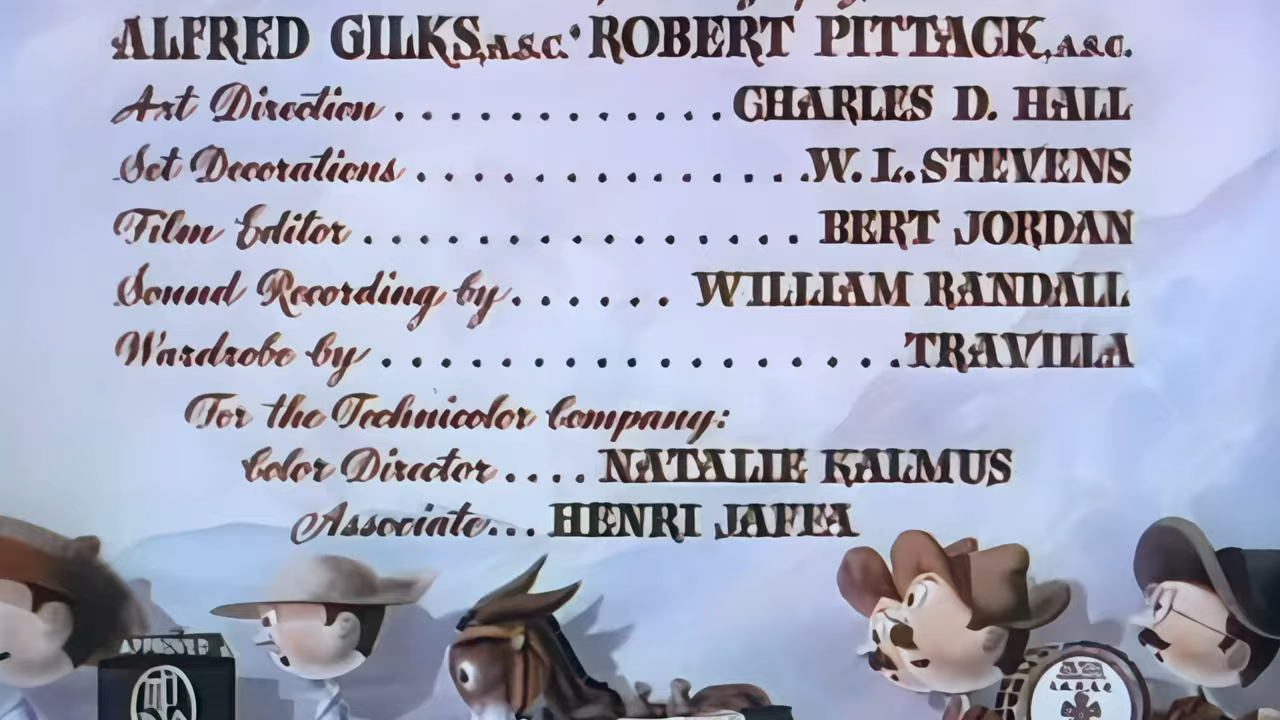 ALFRED GILKS, A.S.C. • ROBERT PITTACK, A.S.C.
Art Direction . . . . . . . . . . . . CHARLES D. HALL
Set Decorations . . . . . . . . . . . . . . W. L. STEVENS
Film Editor . . . . . . . . . . . . . . . BERT JORDAN
Sound Recording by . . . . . . WILLIAM RANDALL
Wardrobe by . . . . . . . . . . . . . . . . . . TRAVILLA
For the Technicolor Company:
Color Director . . . . NATALIE KALMUS
Associate... HENRI JAFFA